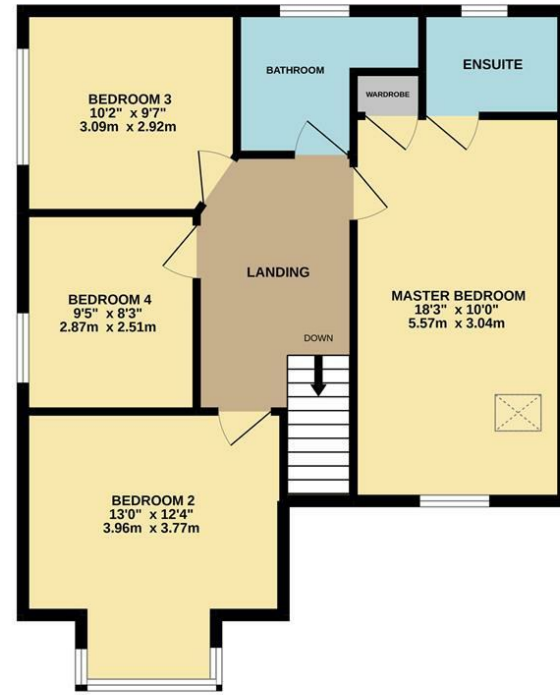 BATHROOM
ENSUITE
WARDROBE
BEDROOM 3
10'2" x 9'7"
3.09m x 2.92m
LANDING
BEDROOM 4
9'5" x 8'3"
2.87m x 2.51m
MASTER BEDROOM
18'3" x 10'0"
5.57m x 3.04m
DOWN
BEDROOM 2
13'0" x 12'4"
3.96m x 3.77m